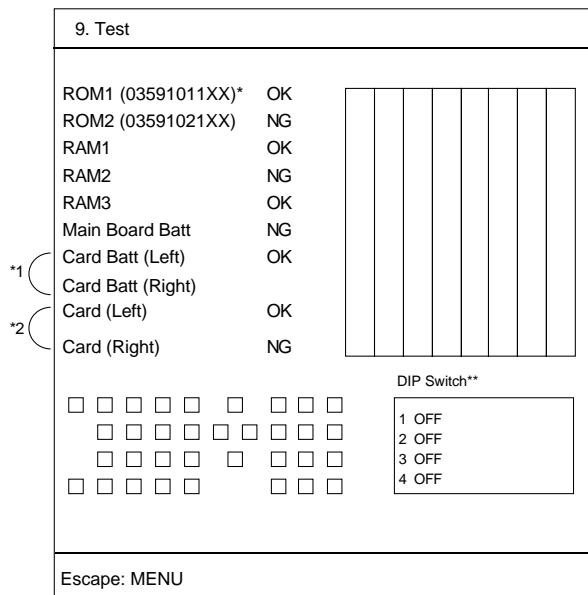 9. Test
ROM1 (03591011XX)* OK
ROM2 (03591021XX) NG
RAM1 OK
RAM2 NG
RAM3 OK
Main Board Batt NG
*1
Card Batt (Left) OK
Card Batt (Right)
*2
Card (Left) OK
Card (Right) NG
DIP Switch**
1 OFF
2 OFF
3 OFF
4 OFF
Escape: MENU